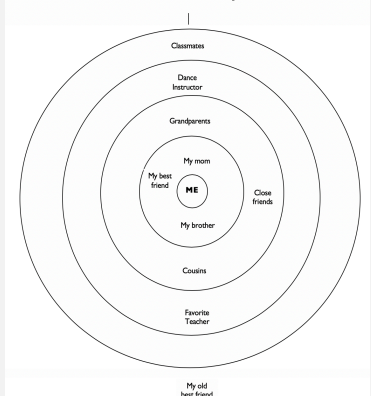 Classmates
Dance
Instructor
Grandparents
My mom
My best
friend
ME
Close
friends
My brother
Cousins
Favorite
Teacher
My old
best friend